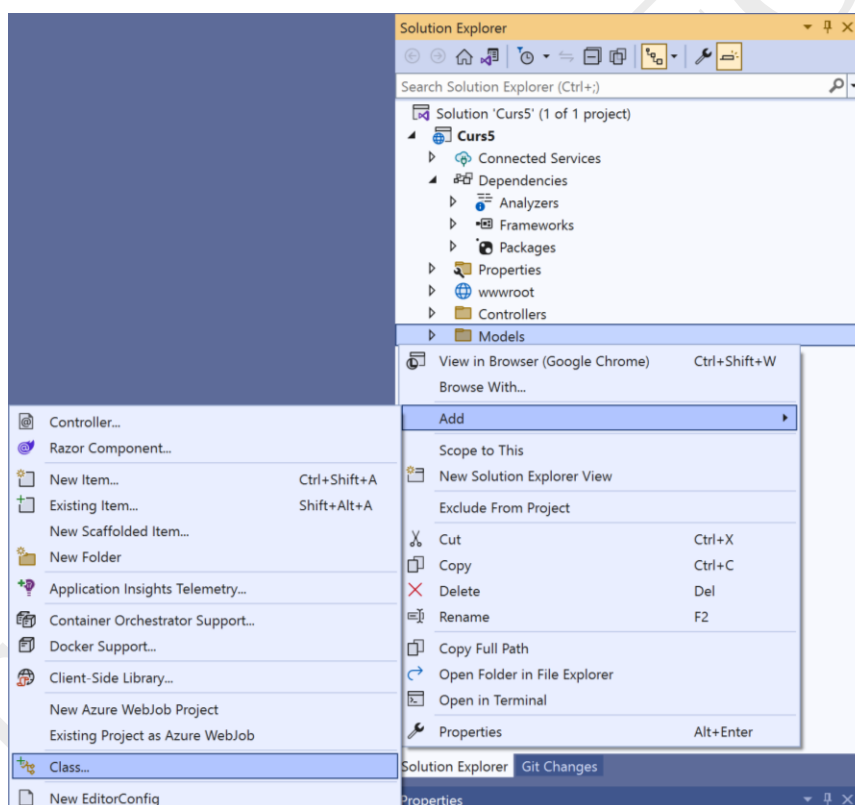 Solution Explorer
Search Solution Explorer (Ctrl+;)
Solution 'Curs5' (1 of 1 project)
Curs5
Connected Services
Dependencies
Analyzers
Frameworks
Packages
Properties
wwwroot
Controllers
Models
View in Browser (Google Chrome) Ctrl+Shift+W
Browse With...
Add
Scope to This
New Solution Explorer View
Exclude From Project
Cut Ctrl+X
Copy Ctrl+C
Delete Del
Rename F2
Copy Full Path
Open Folder in File Explorer
Open in Terminal
Properties Alt+Enter
Controller...
Razor Component...
New Item... Ctrl+Shift+A
Existing Item... Shift+Alt+A
New Scaffolded Item...
New Folder
Application Insights Telemetry...
Container Orchestrator Support...
Docker Support...
Client-Side Library...
New Azure WebJob Project
Existing Project as Azure WebJob
Class...
New EditorConfig
Solution Explorer Git Changes
Properties